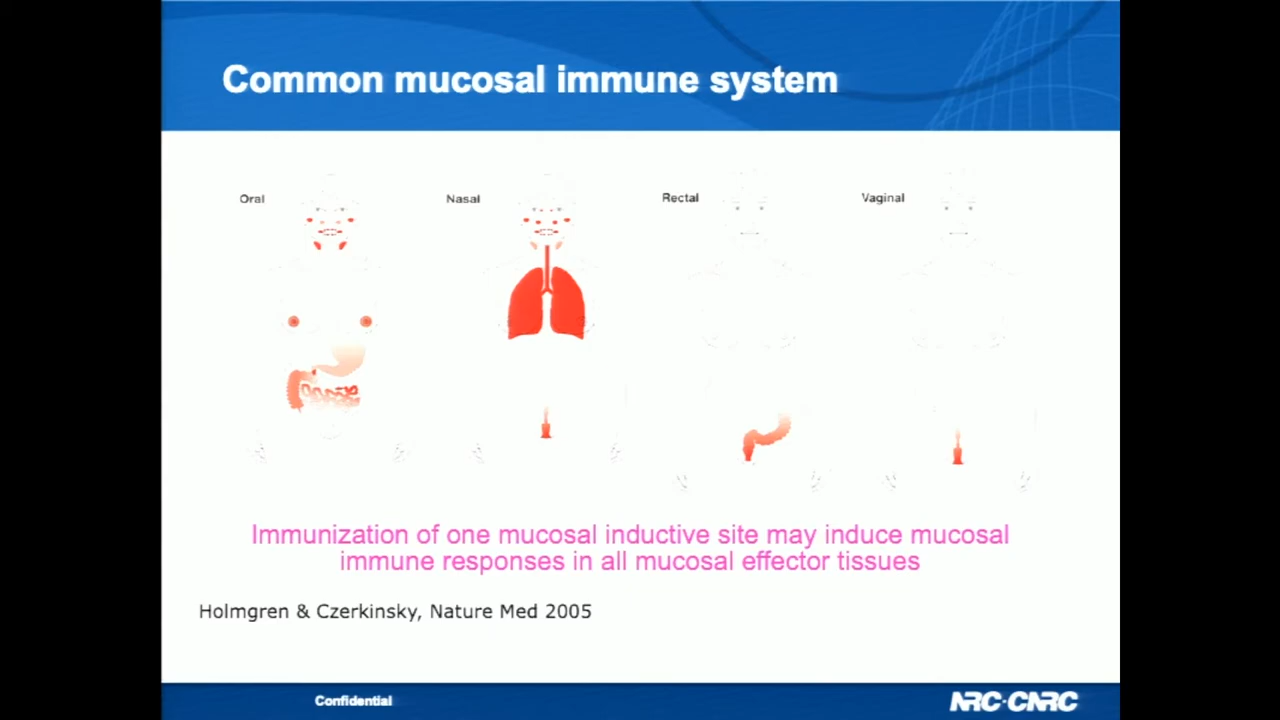 Common mucosal immune system
Oral
Nasal
Rectal
Vaginal
Immunization of one mucosal inductive site may induce mucosal
immune responses in all mucosal effector tissues
Holmgren & Czerkinsky, Nature Med 2005
Confidential
NRC·CNRC